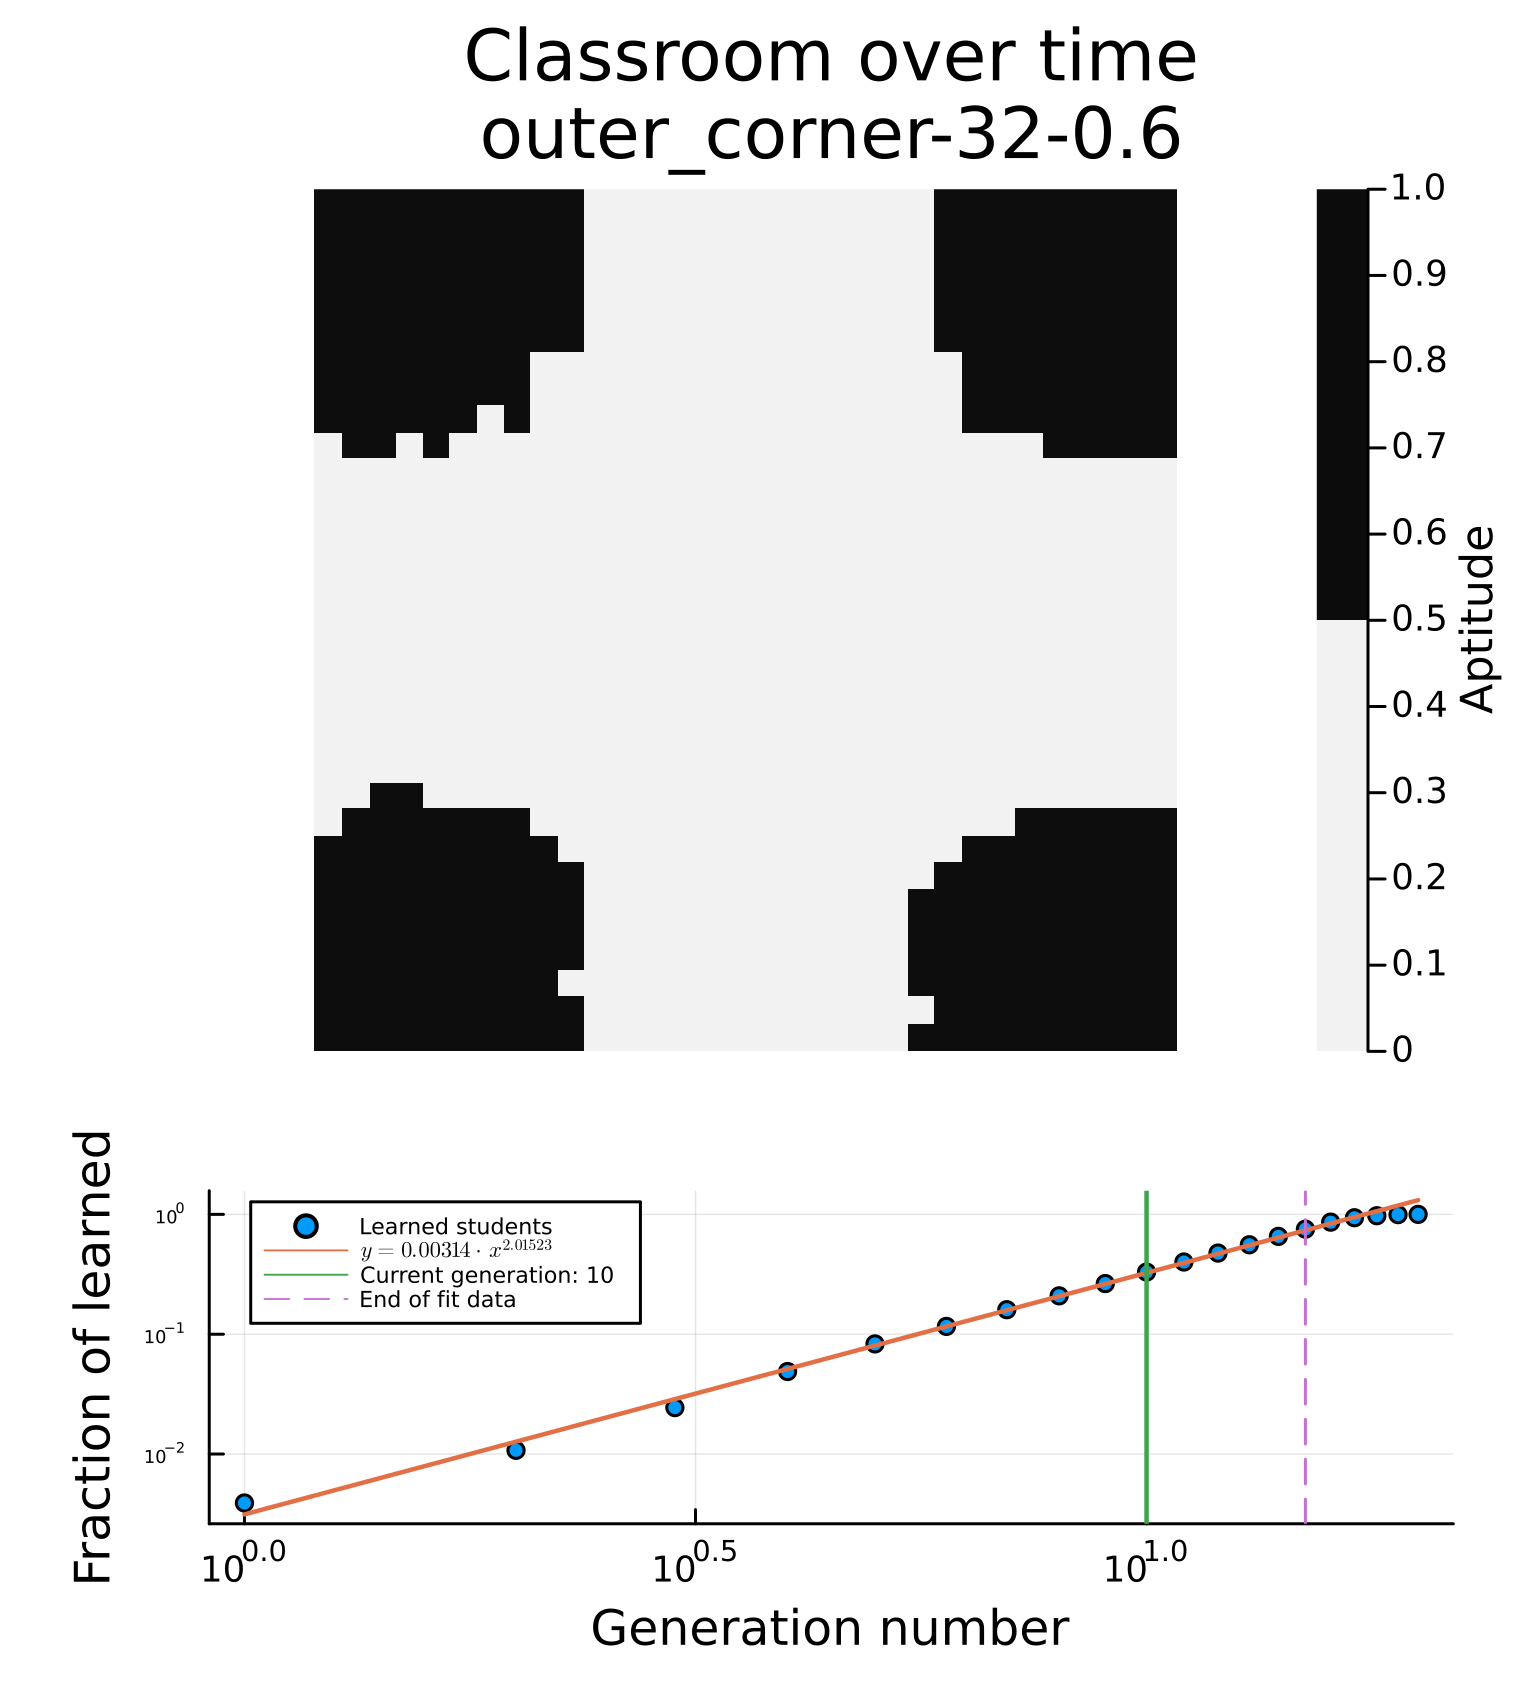 Classroom over time
outer_corner-32-0.6
1.0
0.9
0.8
0.7
0.6
0.5
0.4
0.3
0.2
0.1
0
Aptitude
Fraction of learned
10⁰
10⁻¹
10⁻²
Learned students
y = 0.00314 · x^2.01523
Current generation: 10
End of fit data
10^0.0 10^0.5 10^1.0
Generation number